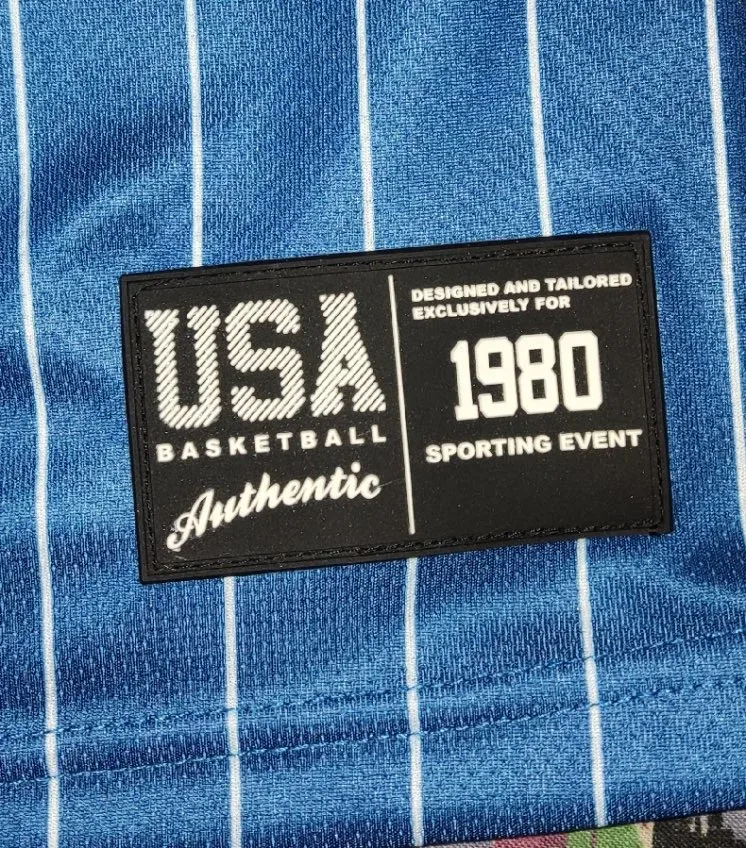 USA
BASKETBALL
Authentic
DESIGNED AND TAILORED
EXCLUSIVELY FOR
1980
SPORTING EVENT